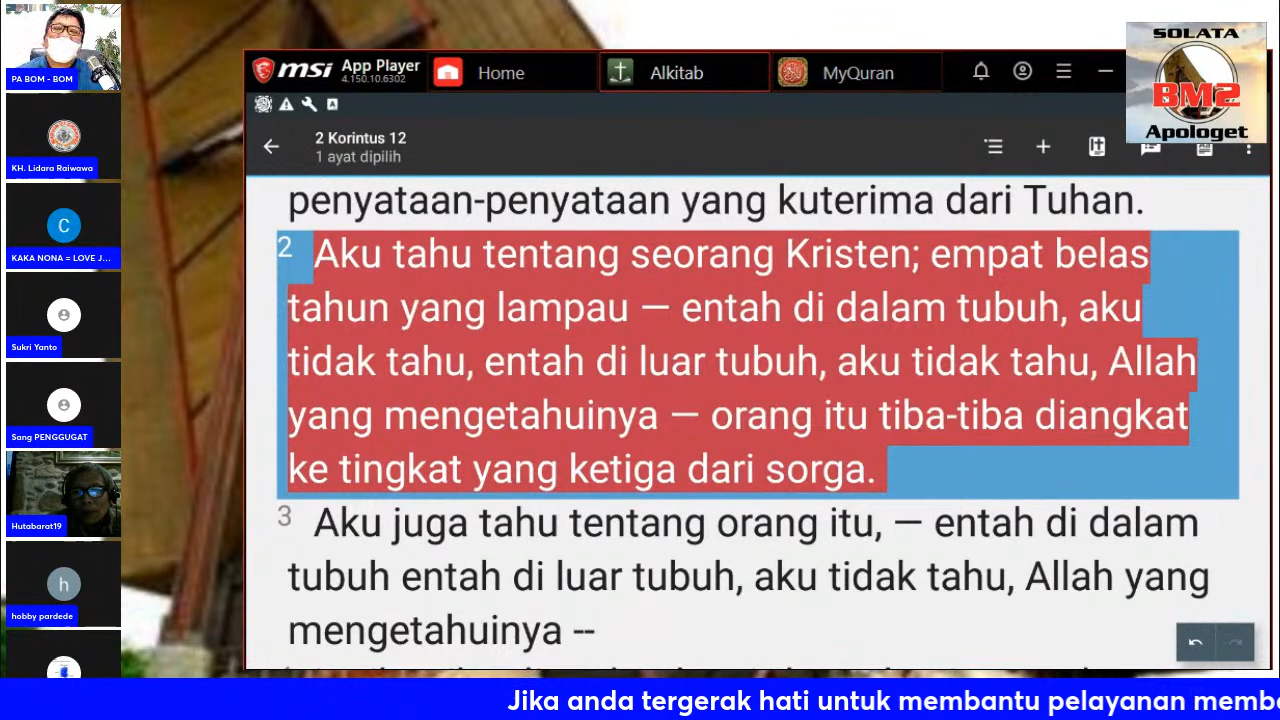 PA BOM - BOM
KH. Lidara Raiwawa
C
KAKA NONA = LOVE J...
Sukri Yanto
Sang PENGGUGAT
Hutabarat19
h
hobby pardede
msi App Player
4.150.10.6302
Home
Alkitab
MyQuran
SOLATA
BM2
Apologet
2 Korintus 12
1 ayat dipilih
penyataan-penyataan yang kuterima dari Tuhan.
2 Aku tahu tentang seorang Kristen; empat belas
tahun yang lampau — entah di dalam tubuh, aku
tidak tahu, entah di luar tubuh, aku tidak tahu, Allah
yang mengetahuinya — orang itu tiba-tiba diangkat
ke tingkat yang ketiga dari sorga.
3 Aku juga tahu tentang orang itu, — entah di dalam
tubuh entah di luar tubuh, aku tidak tahu, Allah yang
mengetahuinya --
Jika anda tergerak hati untuk membantu pelayanan memb